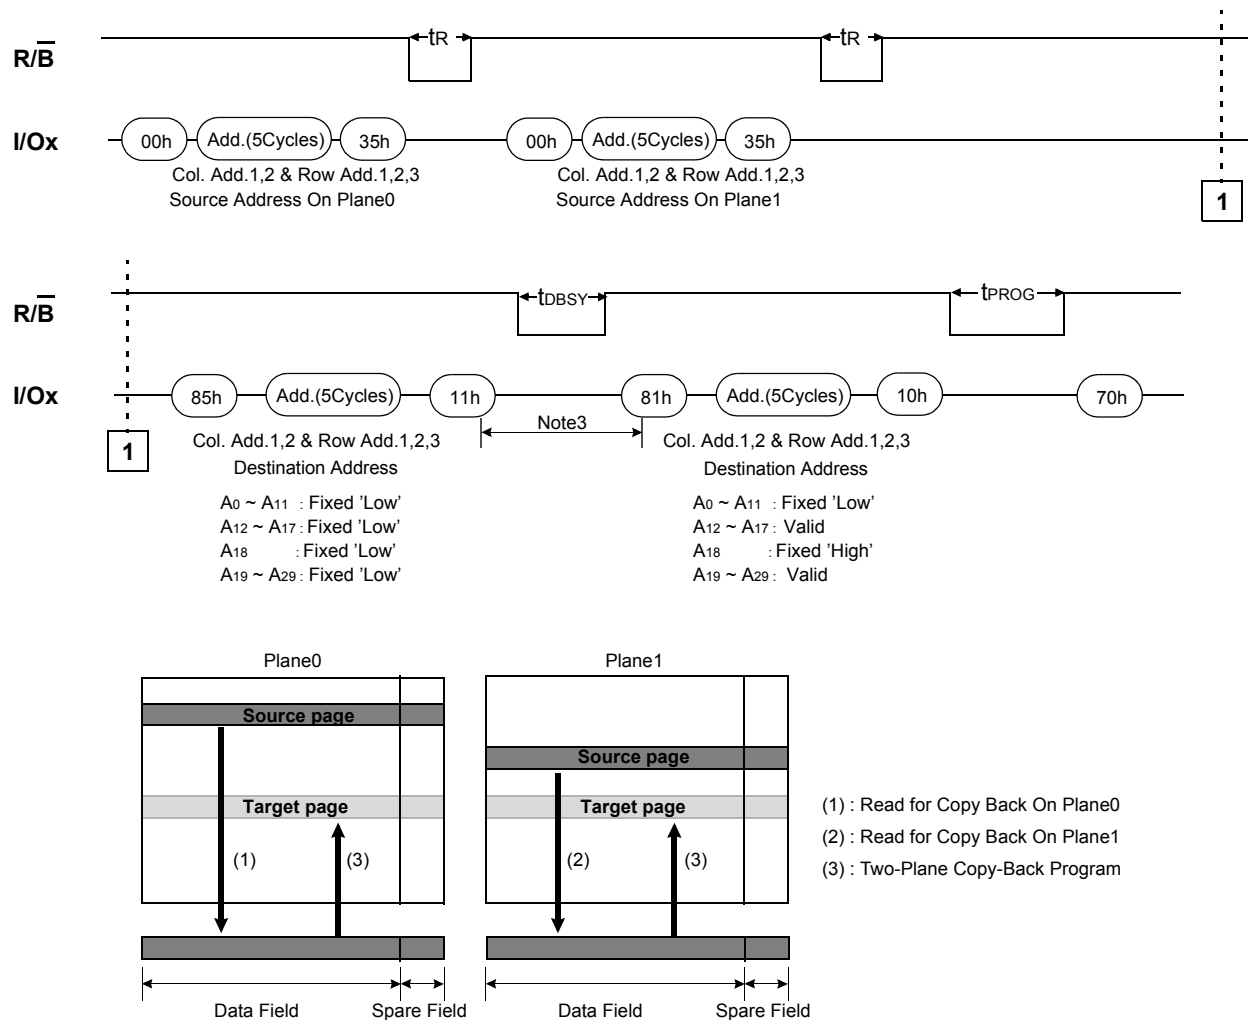 R/B
tR
tR
I/Ox
00h
Add.(5Cycles)
35h
00h
Add.(5Cycles)
35h
Col. Add.1,2 & Row Add.1,2,3
Source Address On Plane0
Col. Add.1,2 & Row Add.1,2,3
Source Address On Plane1
1
R/B
tDBSY
tPROG
I/Ox
85h
Add.(5Cycles)
11h
81h
Add.(5Cycles)
10h
70h
Note3
1
Col. Add.1,2 & Row Add.1,2,3
Destination Address
A0 ~ A11 : Fixed ’Low’
A12 ~ A17 : Fixed ’Low’
A18 : Fixed ’Low’
A19 ~ A29 : Fixed ’Low’
Col. Add.1,2 & Row Add.1,2,3
Destination Address
A0 ~ A11 : Fixed ’Low’
A12 ~ A17 : Valid
A18 : Fixed ’High’
A19 ~ A29 : Valid
Plane0
Source page
Target page
(1)
(3)
Data Field
Spare Field
Plane1
Source page
Target page
(2)
(3)
Data Field
Spare Field
(1) : Read for Copy Back On Plane0
(2) : Read for Copy Back On Plane1
(3) : Two-Plane Copy-Back Program